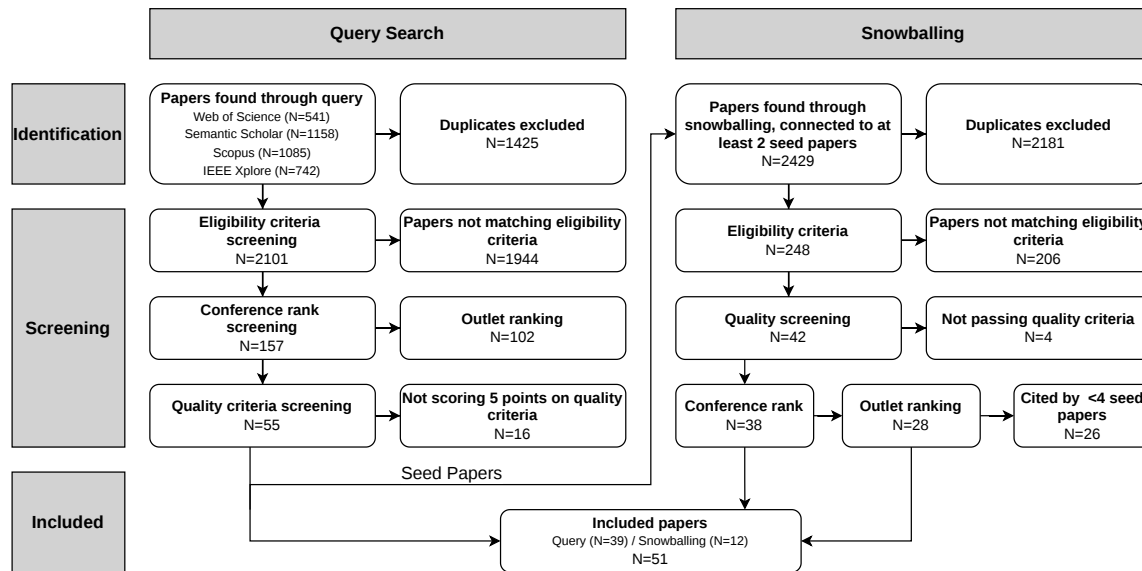 Query Search
Snowballing
Identification
Papers found through query
Web of Science (N=541)
Semantic Scholar (N=1158)
Scopus (N=1085)
IEEE Xplore (N=742)
Duplicates excluded
N=1425
Papers found through
snowballing, connected to at
least 2 seed papers
N=2429
Duplicates excluded
N=2181
Screening
Eligibility criteria
screening
N=2101
Papers not matching eligibility
criteria
N=1944
Eligibility criteria
N=248
Papers not matching eligibility
criteria
N=206
Conference rank
screening
N=157
Outlet ranking
N=102
Quality screening
N=42
Not passing quality criteria
N=4
Quality criteria screening
N=55
Not scoring 5 points on quality
criteria
N=16
Conference rank
N=38
Outlet ranking
N=28
Cited by <4 seed
papers
N=26
Seed Papers
Included
Included papers
Query (N=39) / Snowballing (N=12)
N=51